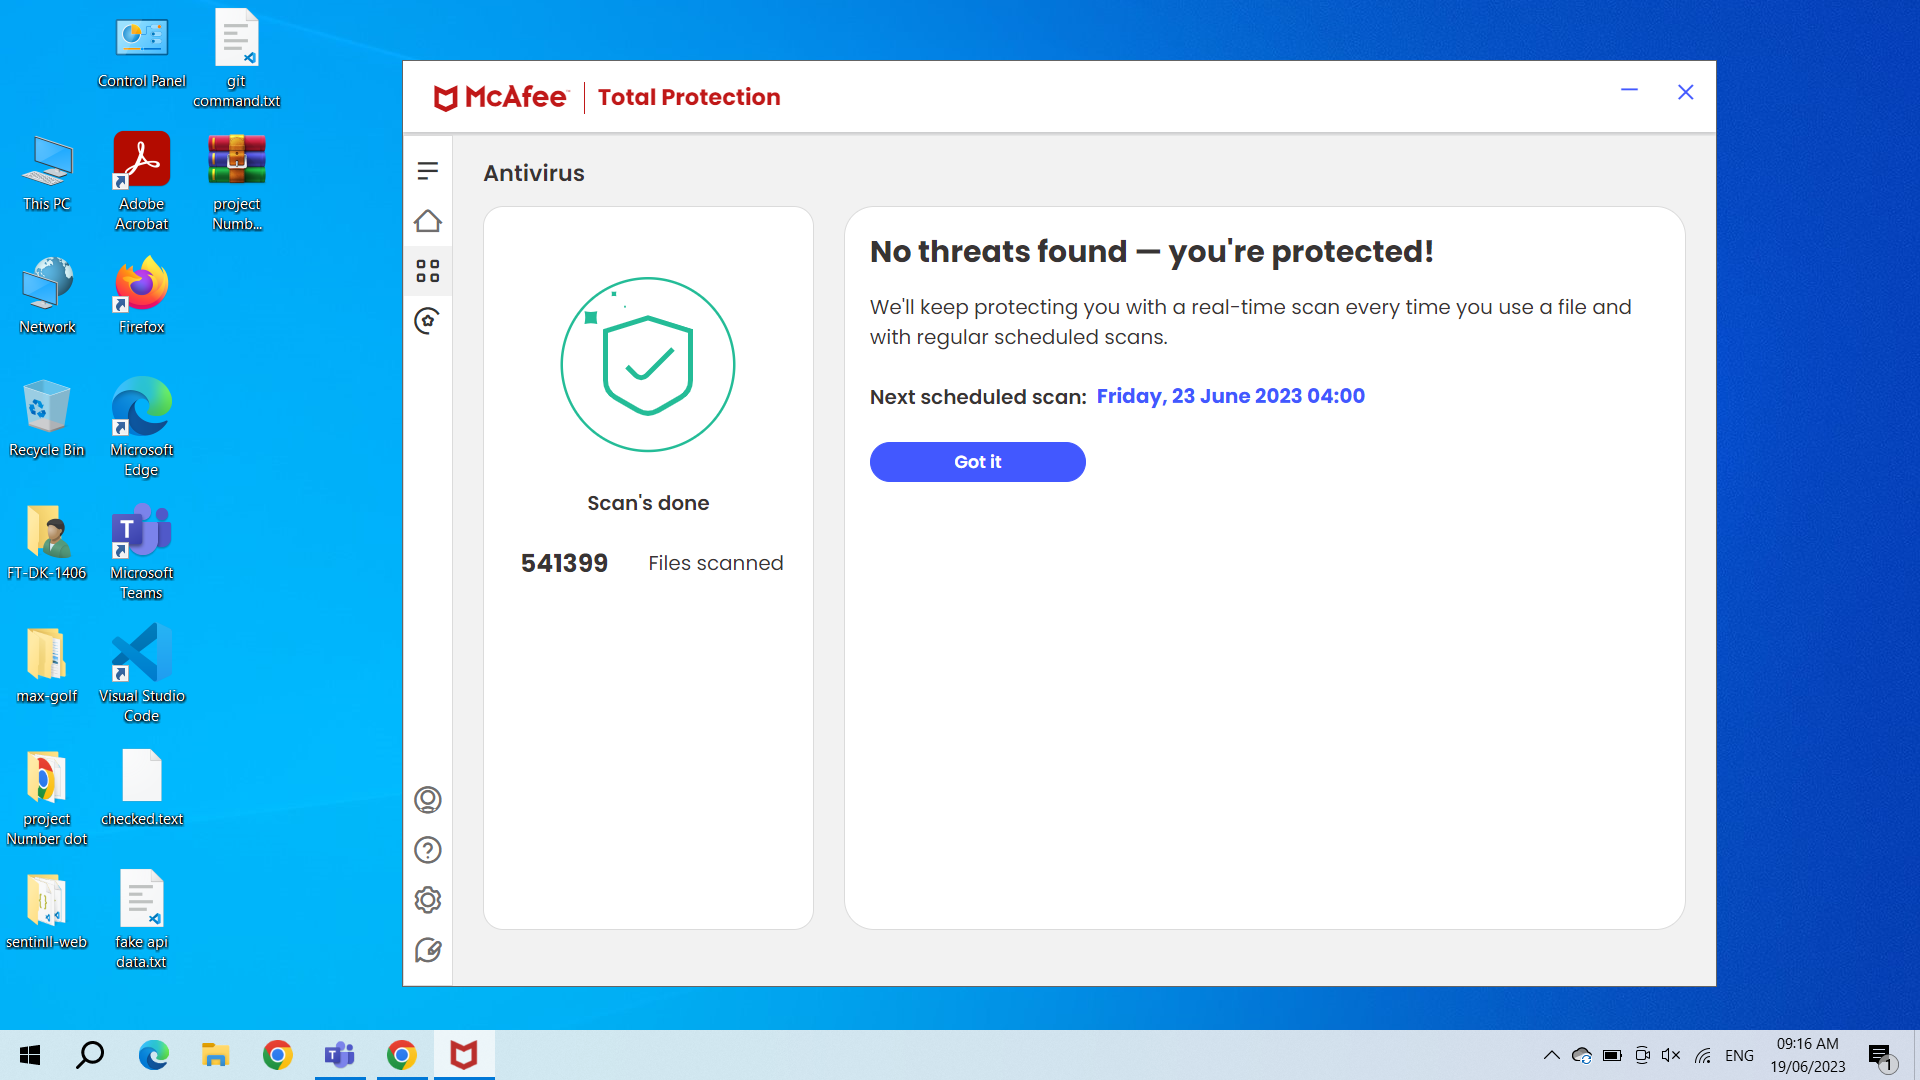 Control Panel
git
command.txt
This PC
Adobe
Acrobat
project
Numb...
Network
Firefox
Recycle Bin
Microsoft
Edge
FT-DK-1406
Microsoft
Teams
max-golf
Visual Studio
Code
project
Number dot
checked.text
sentinll-web
fake api
data.txt
McAfee™ Total Protection
Antivirus
Scan's done
541399 Files scanned
No threats found — you're protected!
We'll keep protecting you with a real-time scan every time you use a file and
with regular scheduled scans.
Next scheduled scan: Friday, 23 June 2023 04:00
Got it
ENG
09:16 AM
19/06/2023
1